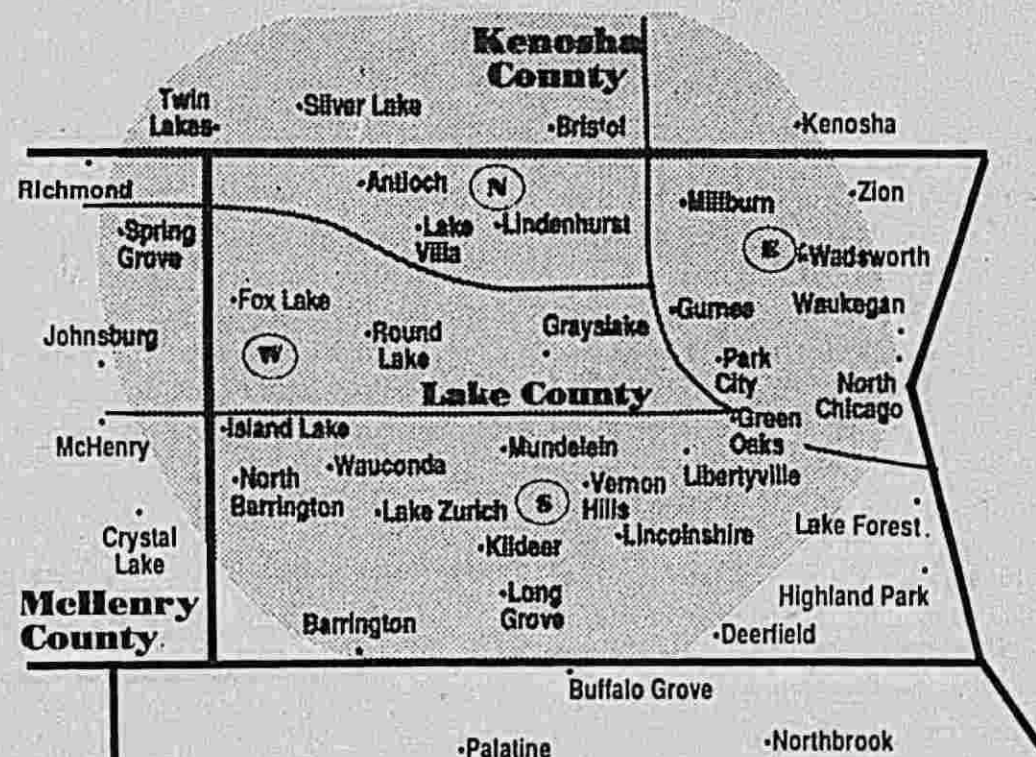 Kenosha
County
Twin
Lakes
Silver Lake
Bristol
Kenosha
Richmond
Antioch
N
Millburn
Zion
Spring
Grove
Lake
Villa
Lindenhurst
E
Wadsworth
Fox Lake
Gurnee
Waukegan
Johnsburg
W
Round
Lake
Grayslake
Park
City
Lake County
North
Chicago
McHenry
Island Lake
Green
Oaks
Mundelein
Wauconda
North
Barrington
Lake Zurich
S
Vernon
Hills
Libertyville
Crystal
Lake
Kildeer
Lincolnshire
Lake Forest
McHenry
County
Barrington
Long
Grove
Highland Park
Deerfield
Buffalo Grove
Palatine
Northbrook